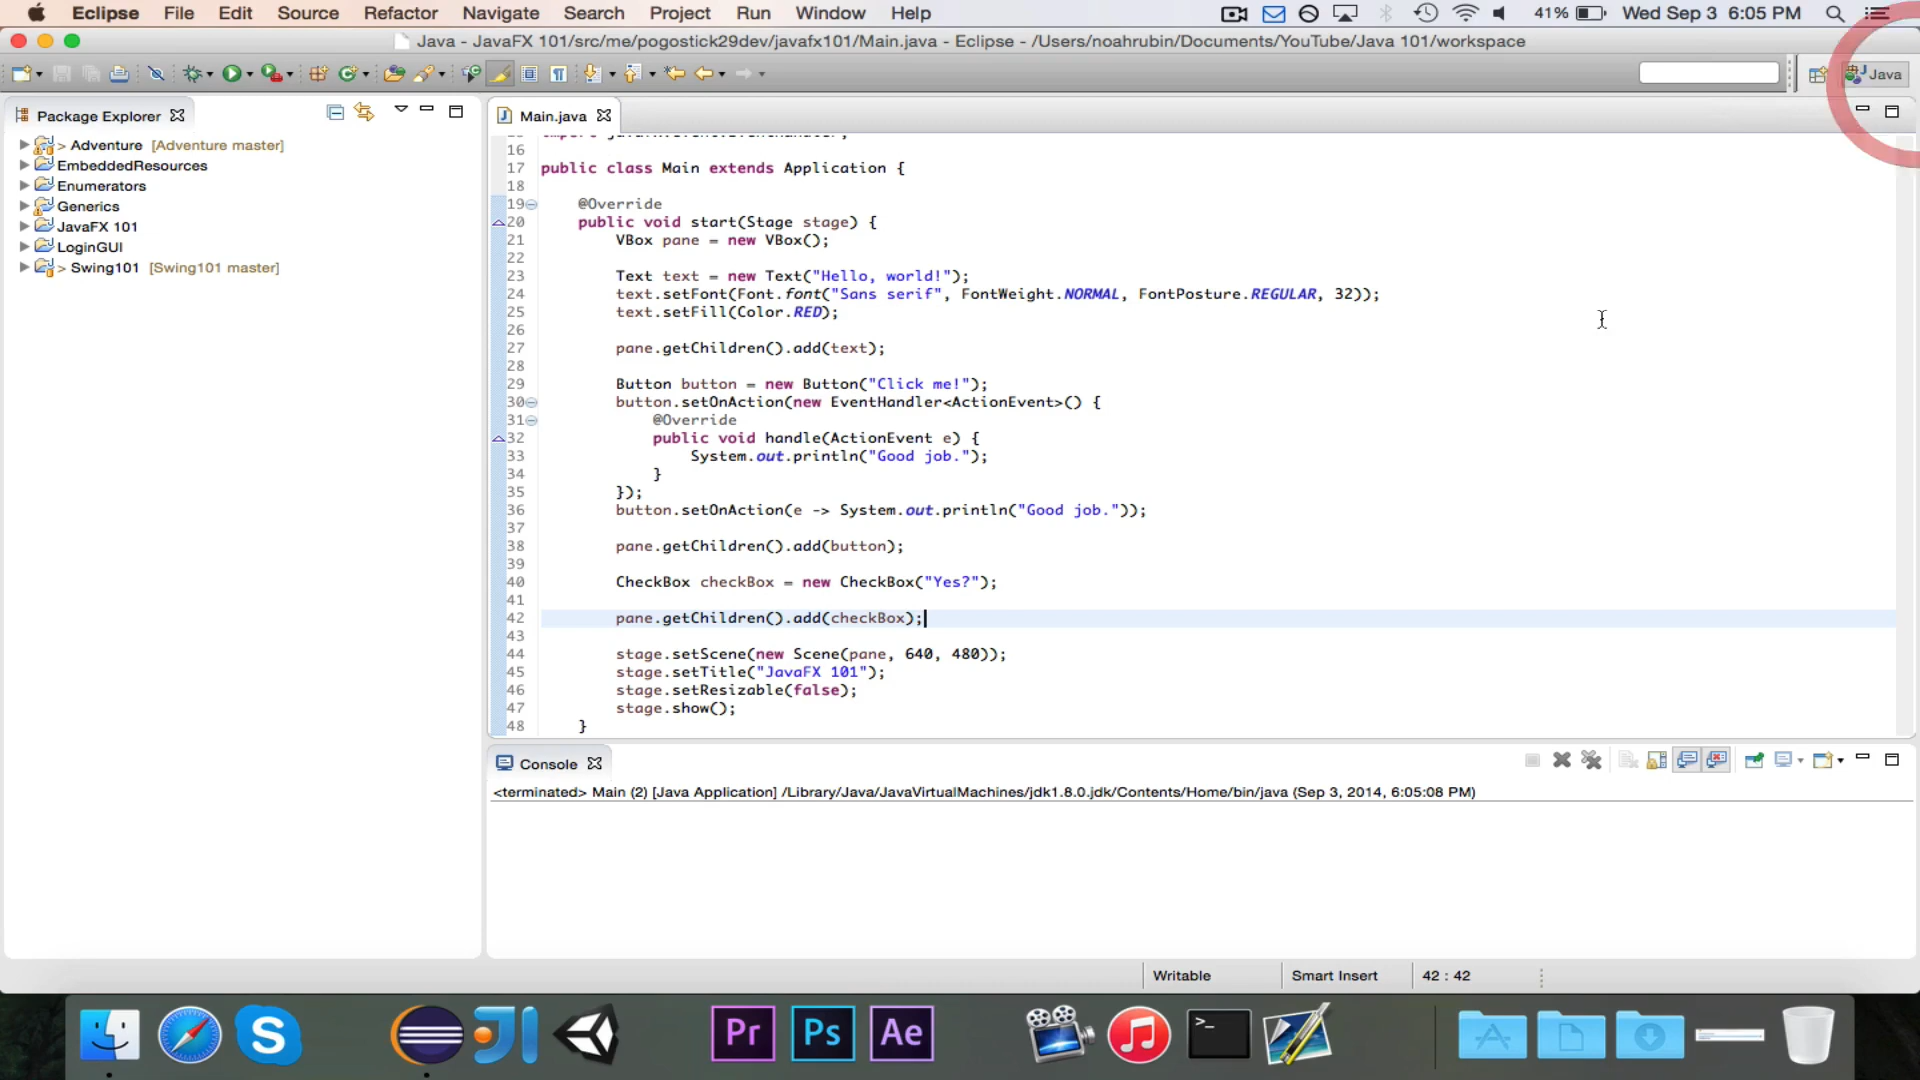 Eclipse File Edit Source Refactor Navigate Search Project Run Window Help 41% Wed Sep 3 6:05 PM
Java - JavaFX 101/src/me/pogostick29dev/javafx101/Main.java - Eclipse - /Users/noahrubin/Documents/YouTube/Java 101/workspace
Java
Package Explorer
> Adventure [Adventure master]
EmbeddedResources
Enumerators
Generics
JavaFX 101
LoginGUI
> Swing101 [Swing101 master]
Main.java
16
17 public class Main extends Application {
18
19 @Override
20 public void start(Stage stage) {
21 VBox pane = new VBox();
22
23 Text text = new Text("Hello, world!");
24 text.setFont(Font.font("Sans serif", FontWeight.NORMAL, FontPosture.REGULAR, 32));
25 text.setFill(Color.RED);
26
27 pane.getChildren().add(text);
28
29 Button button = new Button("Click me!");
30 button.setOnAction(new EventHandler<ActionEvent>() {
31 @Override
32 public void handle(ActionEvent e) {
33 System.out.println("Good job.");
34 }
35 });
36 button.setOnAction(e -> System.out.println("Good job."));
37
38 pane.getChildren().add(button);
39
40 CheckBox checkBox = new CheckBox("Yes?");
41
42 pane.getChildren().add(checkBox);
43
44 stage.setScene(new Scene(pane, 640, 480));
45 stage.setTitle("JavaFX 101");
46 stage.setResizable(false);
47 stage.show();
48 }
Console
<terminated> Main (2) [Java Application] /Library/Java/JavaVirtualMachines/jdk1.8.0.jdk/Contents/Home/bin/java (Sep 3, 2014, 6:05:08 PM)
Writable Smart Insert 42 : 42
S JI Pr Ps Ae >_